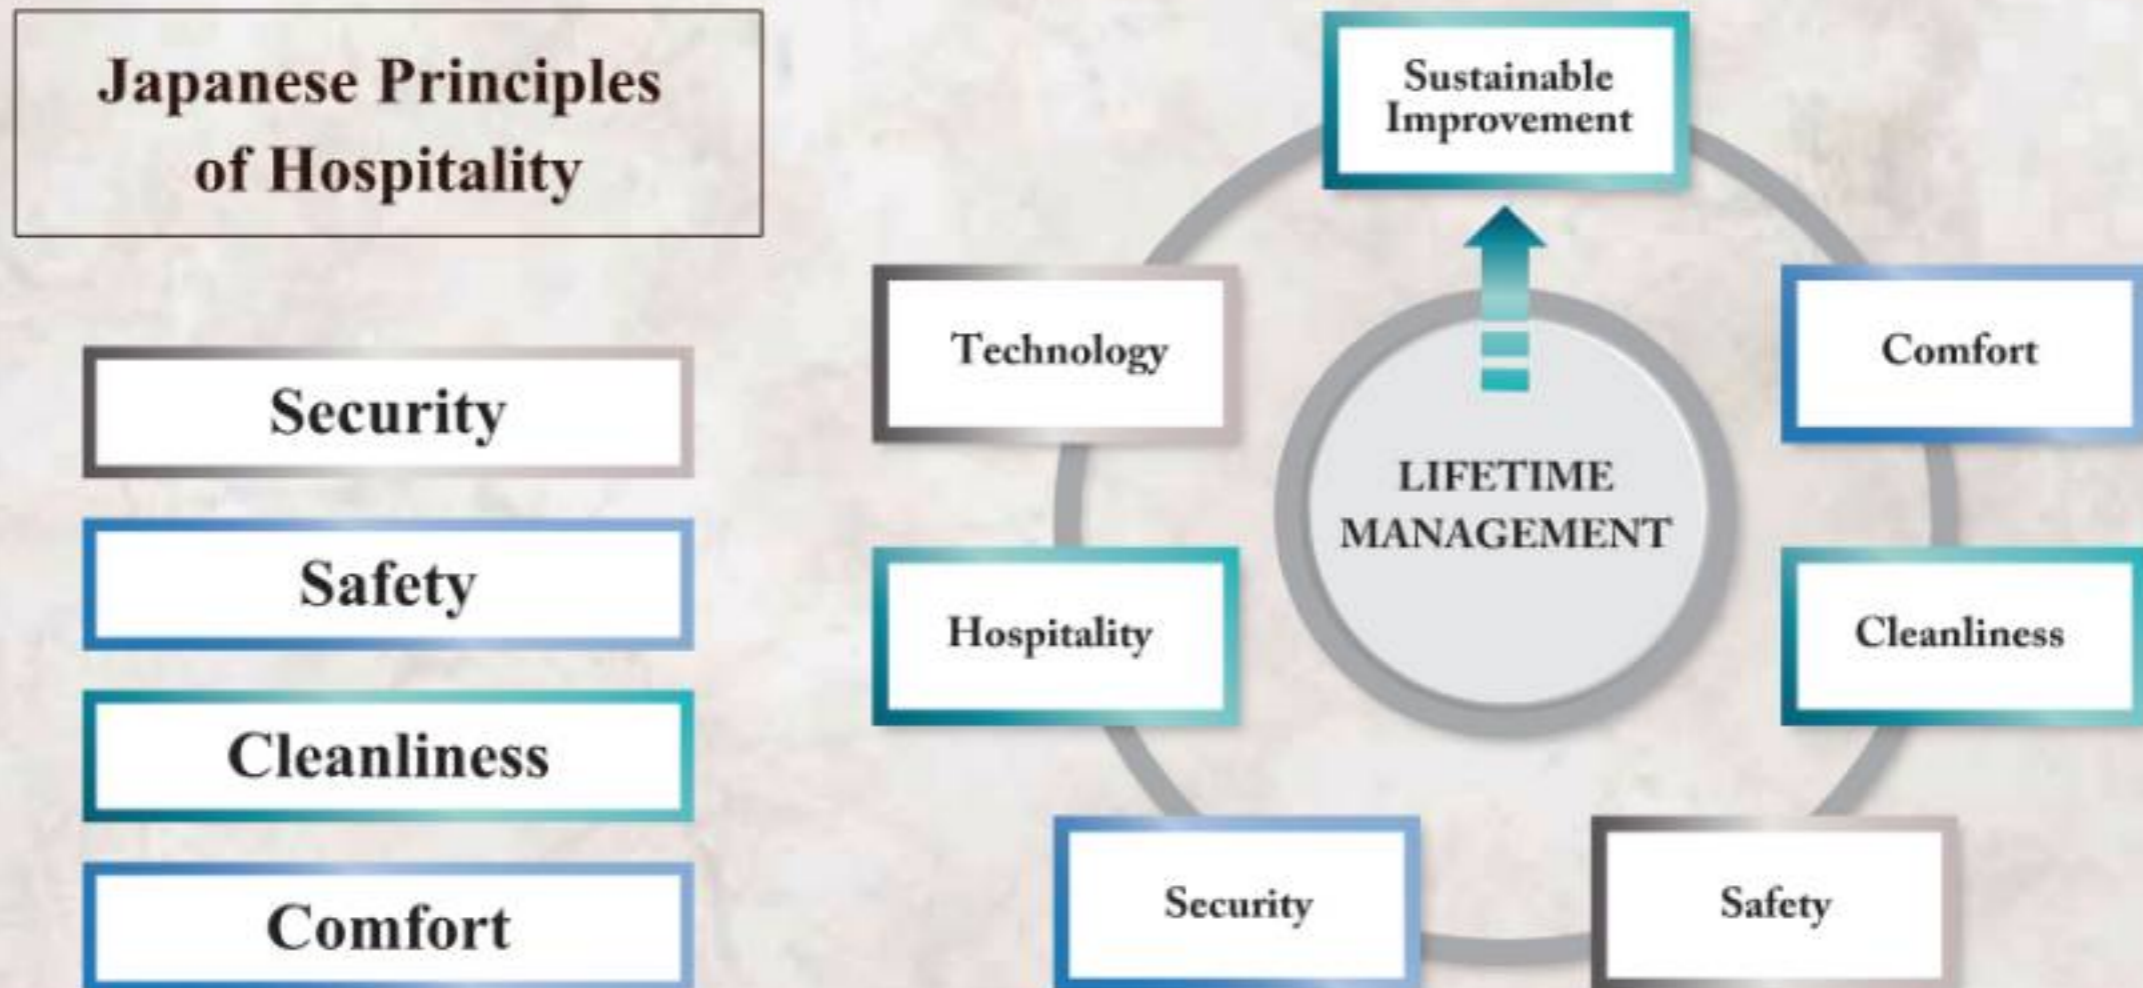 Japanese Principles
of Hospitality
Security
Safety
Cleanliness
Comfort
Sustainable
Improvement
Technology
Comfort
LIFETIME
MANAGEMENT
Hospitality
Cleanliness
Security
Safety